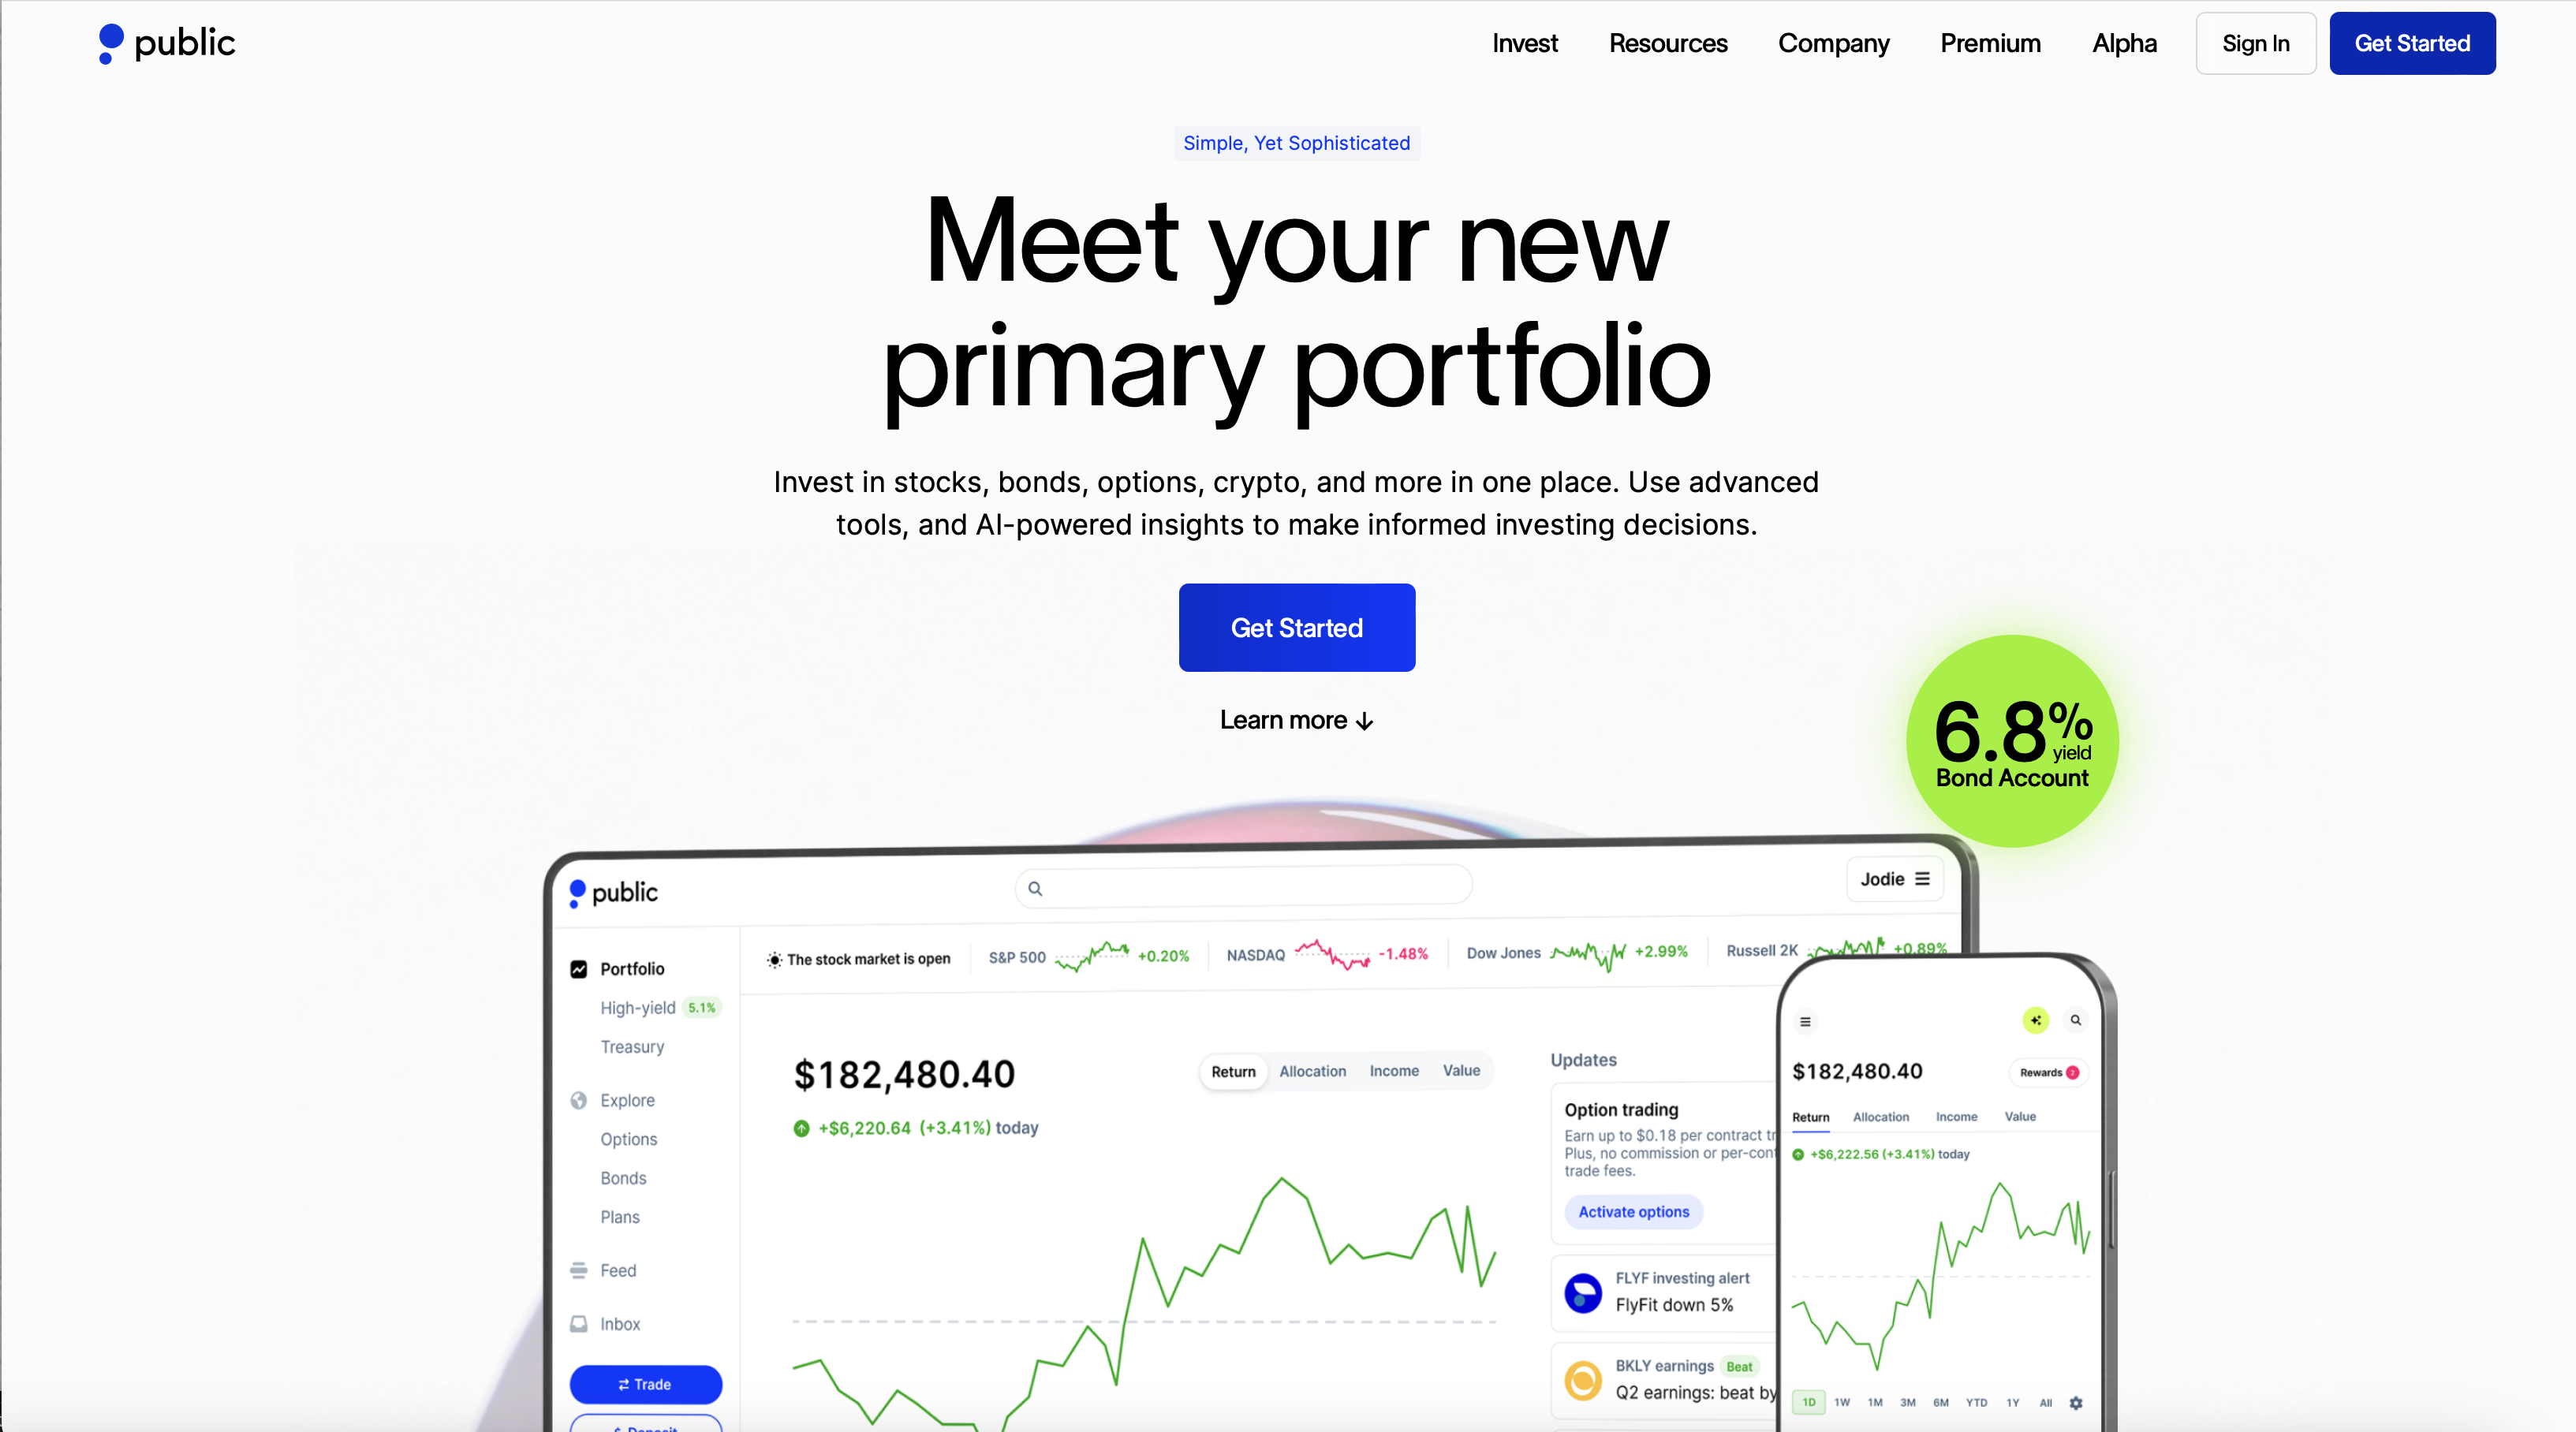 public
Invest
Resources
Company
Premium
Alpha
Sign In
Get Started
Simple, Yet Sophisticated
Meet your new
primary portfolio
Invest in stocks, bonds, options, crypto, and more in one place. Use advanced
tools, and AI-powered insights to make informed investing decisions.
Get Started
Learn more ↓
6.8%
yield
Bond Account
public
Jodie
The stock market is open
S&P 500 +0.20%
NASDAQ -1.48%
Dow Jones +2.99%
Russell 2K +0.89%
Portfolio
High-yield 5.1%
Treasury
Explore
Options
Bonds
Plans
Feed
Inbox
Trade
Deposit
$182,480.40
+$6,220.64 (+3.41%) today
Return Allocation Income Value
Updates
Option trading
Earn up to $0.18 per contract tr
Plus, no commission or per-cont
trade fees.
Activate options
FLYF investing alert
FlyFit down 5%
BKLY earnings Beat
Q2 earnings: beat by
$182,480.40
Rewards 2
Return Allocation Income Value
+$6,222.56 (+3.41%) today
1D 1W 1M 3M 6M YTD 1Y All